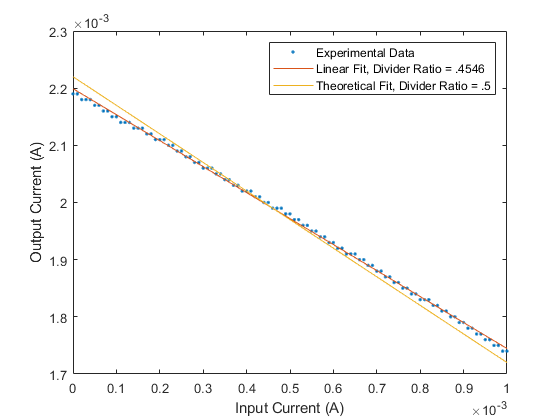 ×10⁻³
2.3
2.2
2.1
2
1.9
1.8
1.7
Output Current (A)
Experimental Data
Linear Fit, Divider Ratio = .4546
Theoretical Fit, Divider Ratio = .5
0 0.1 0.2 0.3 0.4 0.5 0.6 0.7 0.8 0.9 1
Input Current (A)
×10⁻³